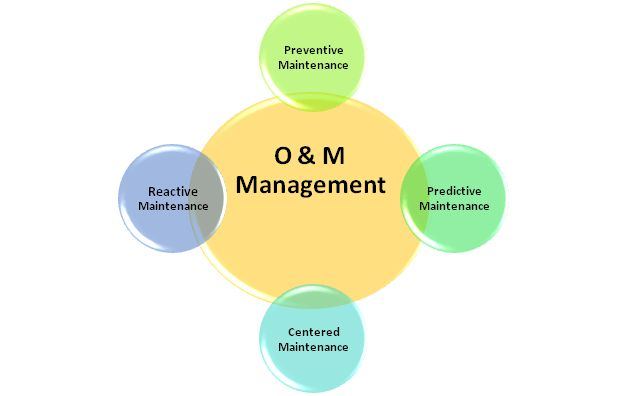 Preventive
Maintenance
O & M
Management
Reactive
Maintenance
Predictive
Maintenance
Centered
Maintenance